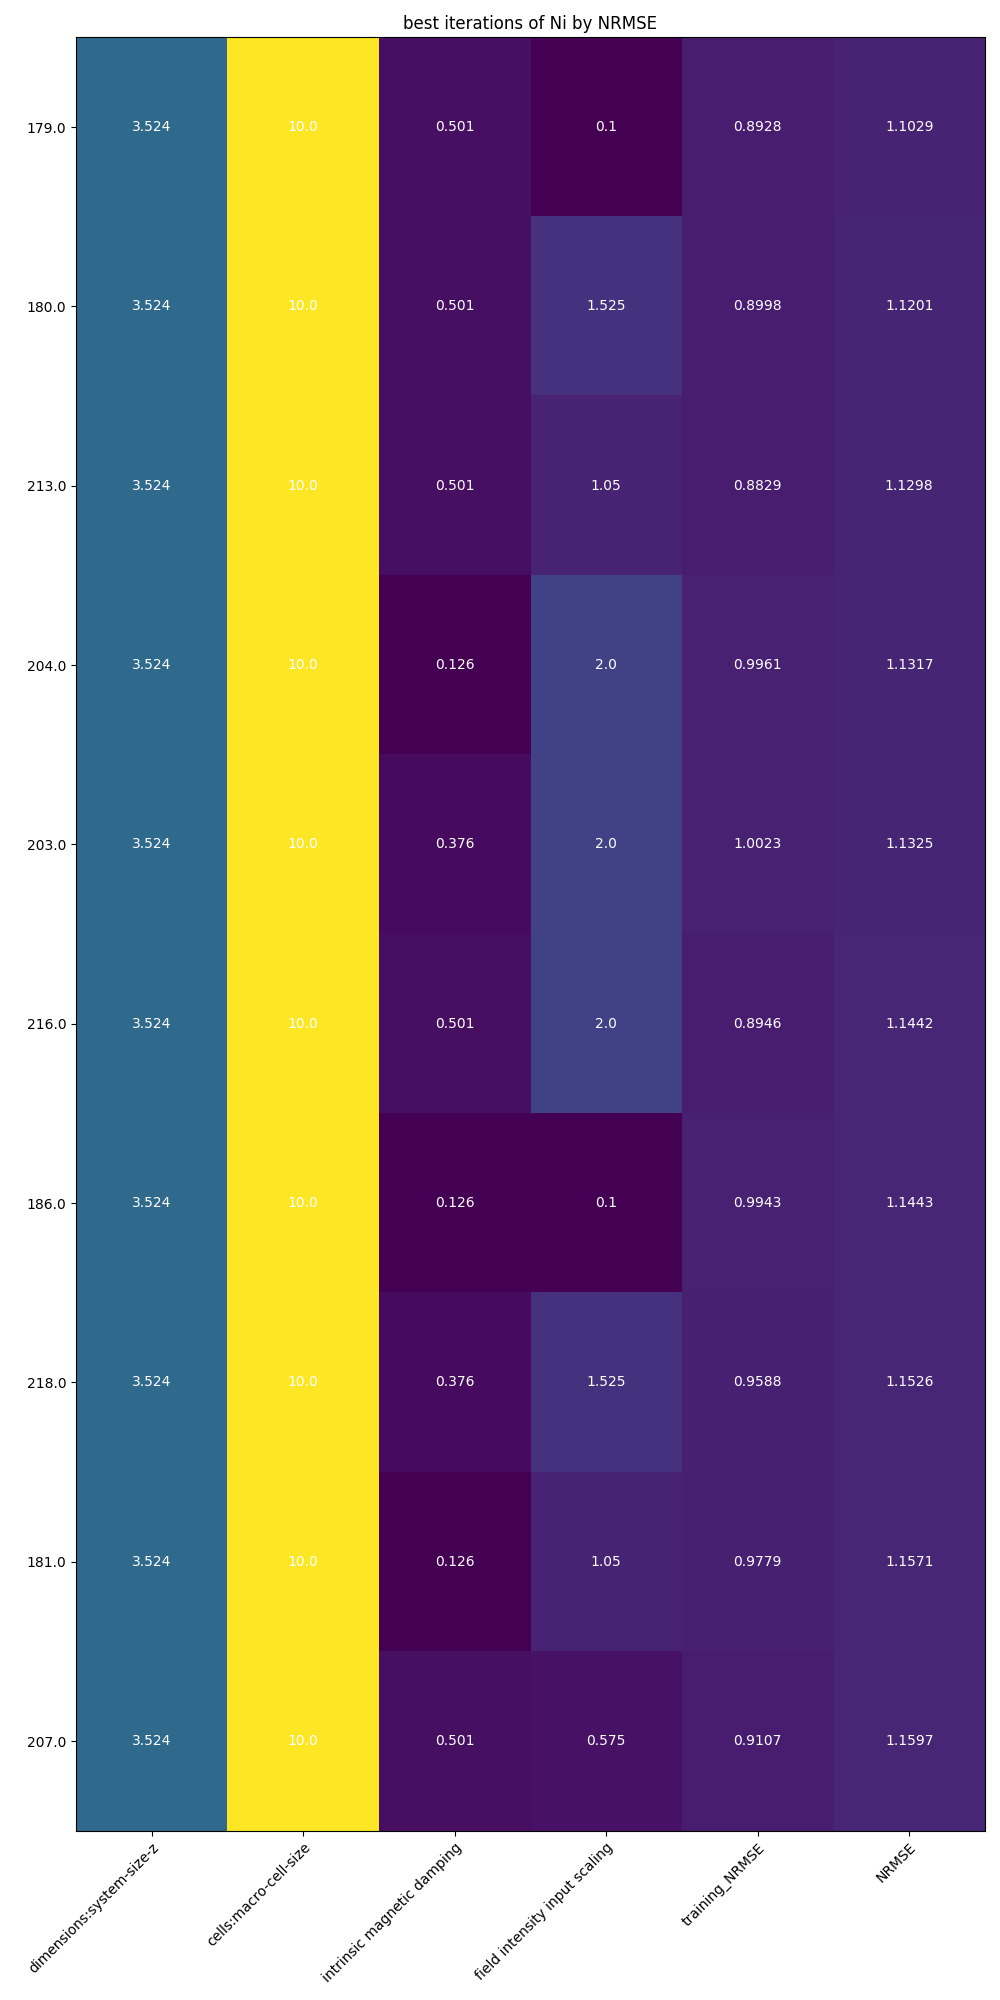 best iterations of Ni by NRMSE
179.0 3.524 10.0 0.501 0.1 0.8928 1.1029
180.0 3.524 10.0 0.501 1.525 0.8998 1.1201
213.0 3.524 10.0 0.501 1.05 0.8829 1.1298
204.0 3.524 10.0 0.126 2.0 0.9961 1.1317
203.0 3.524 10.0 0.376 2.0 1.0023 1.1325
216.0 3.524 10.0 0.501 2.0 0.8946 1.1442
186.0 3.524 10.0 0.126 0.1 0.9943 1.1443
218.0 3.524 10.0 0.376 1.525 0.9588 1.1526
181.0 3.524 10.0 0.126 1.05 0.9779 1.1571
207.0 3.524 10.0 0.501 0.575 0.9107 1.1597
dimensions:system-size-z
cells:macro-cell-size
intrinsic magnetic damping
field intensity input scaling
training_NRMSE
NRMSE